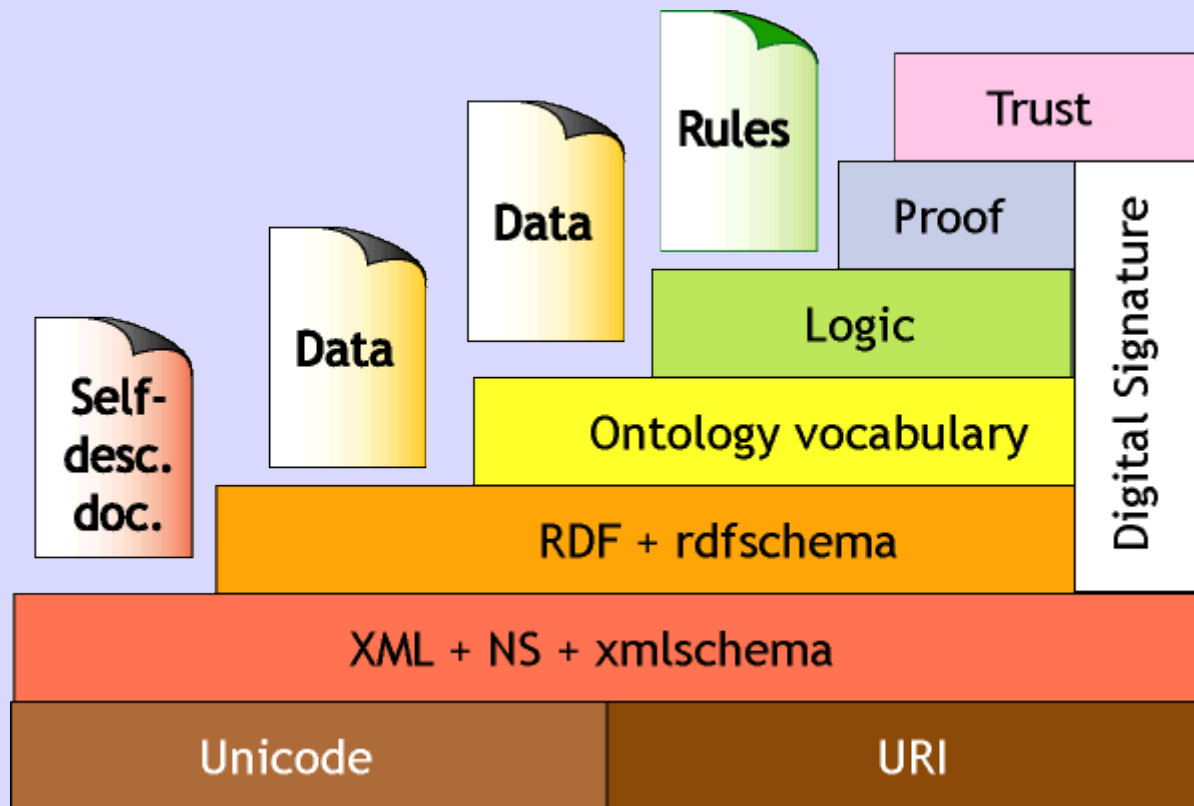 Rules
Trust
Data
Proof
Data
Logic
Self-
desc.
doc.
Ontology vocabulary
Digital Signature
RDF + rdfschema
XML + NS + xmlschema
Unicode
URI